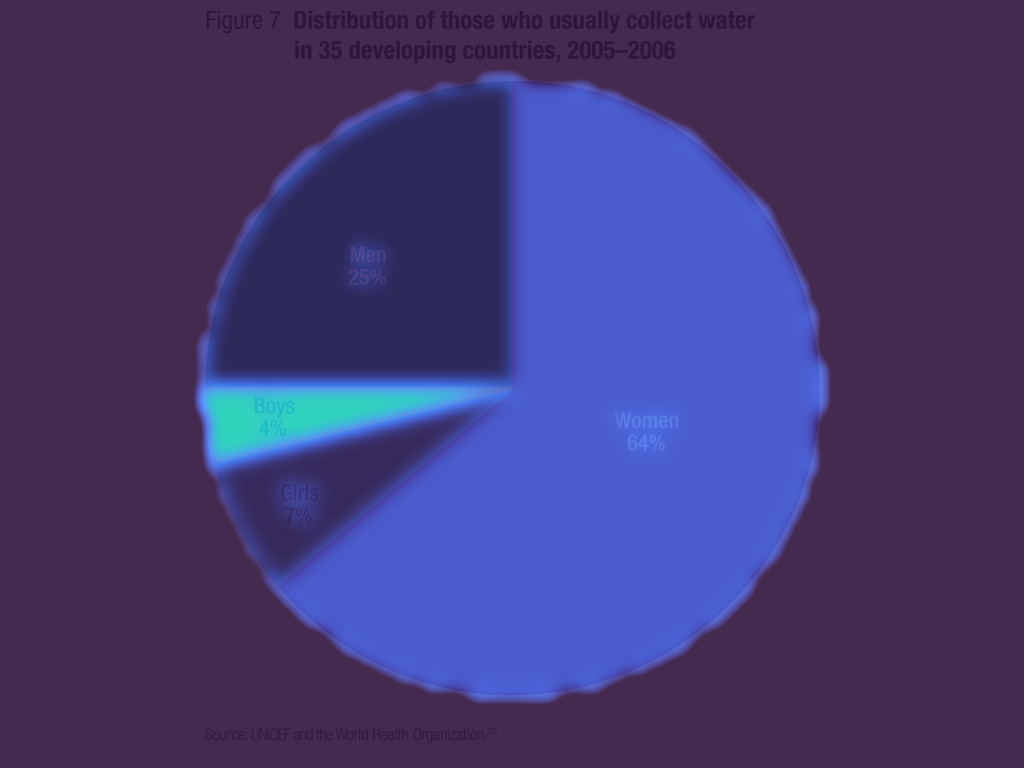 Figure 7 Distribution of those who usually collect water
in 35 developing countries, 2005–2006
Men
25%
Boys
4%
Women
64%
Girls
7%
Source: UNICEF and the World Health Organization.